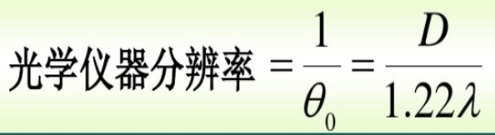 光学仪器分辨率 = 1/θ₀ = D/1.22λ